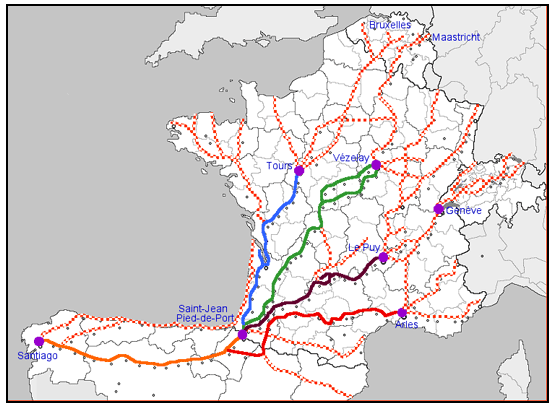 Bruxelles
Maastricht
Tours
Vézelay
Genève
Le Puy
Saint-Jean
Pied-de-Port
Arles
Santiago